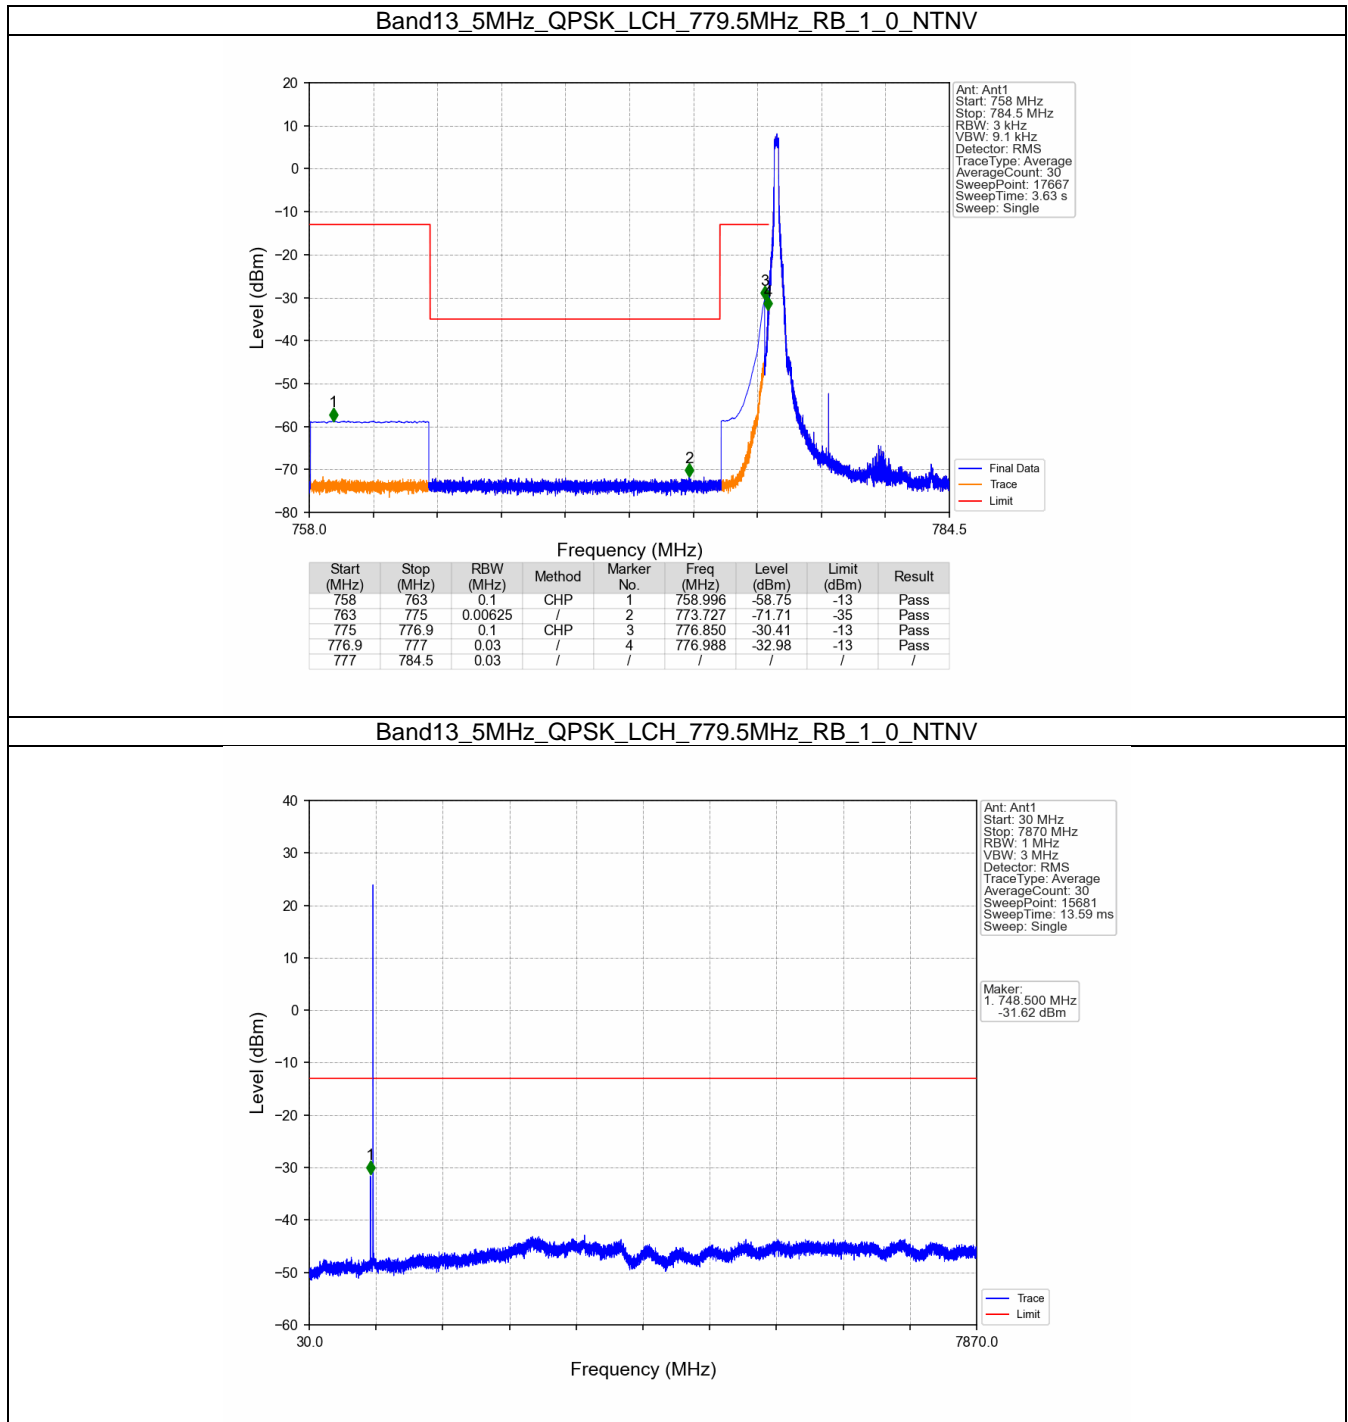 Band13_5MHz_QPSK_LCH_779.5MHz_RB_1_0_NTNV
20
10
0
−10
−20
−30
−40
−50
−60
−70
−80
Level (dBm)
1
2
3
4
758.0
784.5
Frequency (MHz)
Ant: Ant1
Start: 758 MHz
Stop: 784.5 MHz
RBW: 3 kHz
VBW: 9.1 kHz
Detector: RMS
TraceType: Average
AverageCount: 30
SweepPoint: 17667
SweepTime: 3.63 s
Sweep: Single
Final Data
Trace
Limit
Start (MHz) Stop (MHz) RBW (MHz) Method Marker No. Freq (MHz) Level (dBm) Limit (dBm) Result
758 763 0.1 CHP 1 758.996 -58.75 -13 Pass
763 775 0.00625 / 2 773.727 -71.71 -35 Pass
775 776.9 0.1 CHP 3 776.850 -30.41 -13 Pass
776.9 777 0.03 / 4 776.988 -32.98 -13 Pass
777 784.5 0.03 / / / / / /
Band13_5MHz_QPSK_LCH_779.5MHz_RB_1_0_NTNV
40
30
20
10
0
−10
−20
−30
−40
−50
−60
Level (dBm)
1
30.0
7870.0
Frequency (MHz)
Ant: Ant1
Start: 30 MHz
Stop: 7870 MHz
RBW: 1 MHz
VBW: 3 MHz
Detector: RMS
TraceType: Average
AverageCount: 30
SweepPoint: 15681
SweepTime: 13.59 ms
Sweep: Single
Maker:
1. 748.500 MHz
-31.62 dBm
Trace
Limit